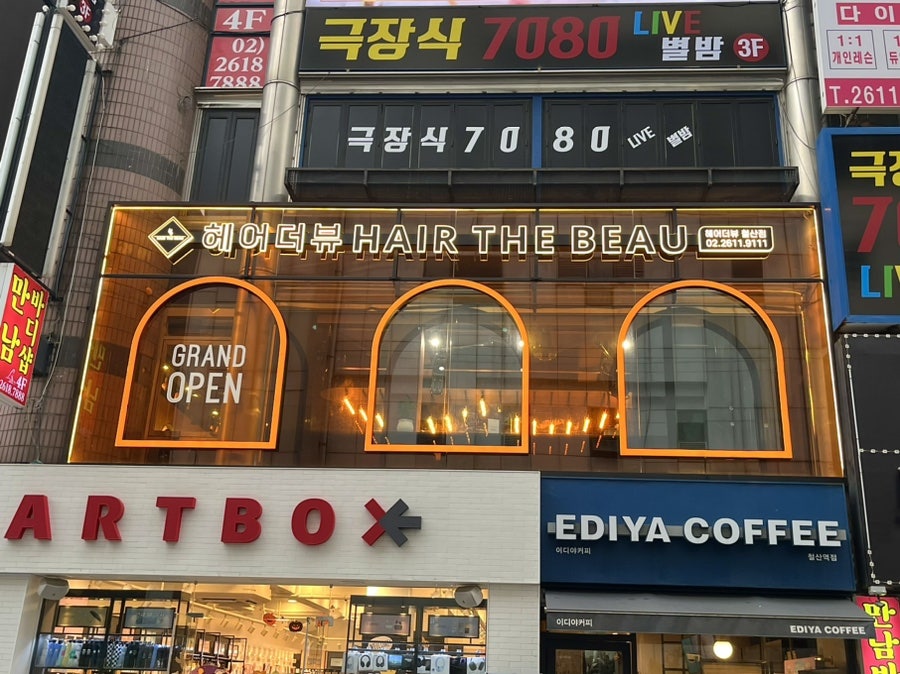 4F
02)
2618
7888
극장식 7080 LIVE
별밤 3F
다이
1:1
개인레슨
T.2611
극장식 7080 LIVE 별밤
헤어더뷰 HAIR THE BEAU
헤어더뷰 철산점
02.2611.9111
극장
7
LI
만남
바디샵
4F
2618.7888
GRAND
OPEN
ARTBOX
EDIYA COFFEE
이디야커피
철산역점
이디야커피
EDIYA COFFEE
만남